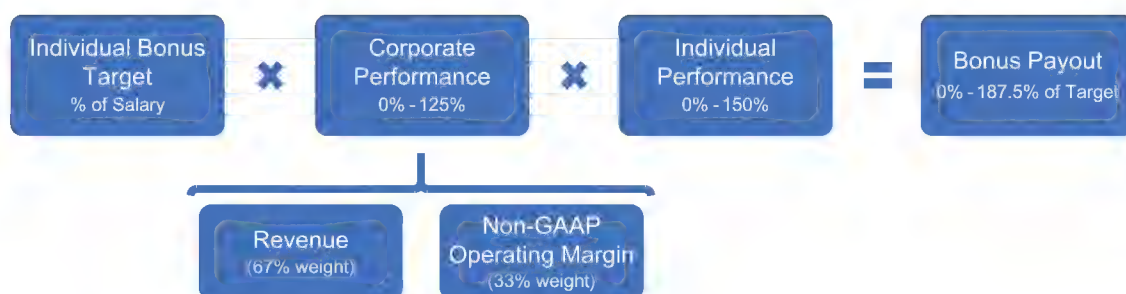 Individual Bonus
Target
% of Salary
✖
Corporate
Performance
0% - 125%
✖
Individual
Performance
0% - 150%
=
Bonus Payout
0% - 187.5% of Target
Revenue
(67% weight)
Non-GAAP
Operating Margin
(33% weight)